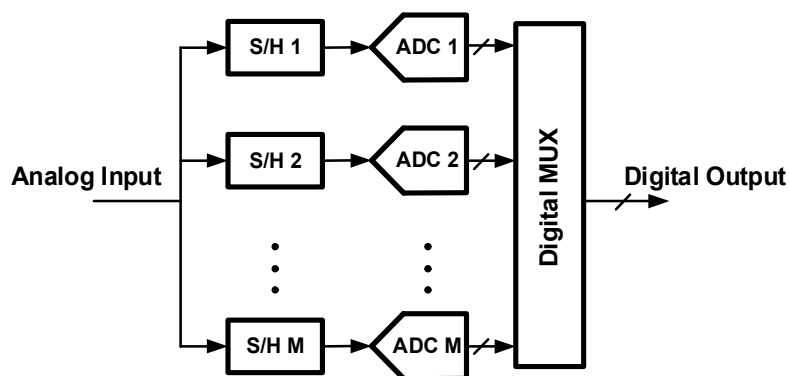 S/H 1
ADC 1
S/H 2
ADC 2
Analog Input
Digital MUX
Digital Output
S/H M
ADC M